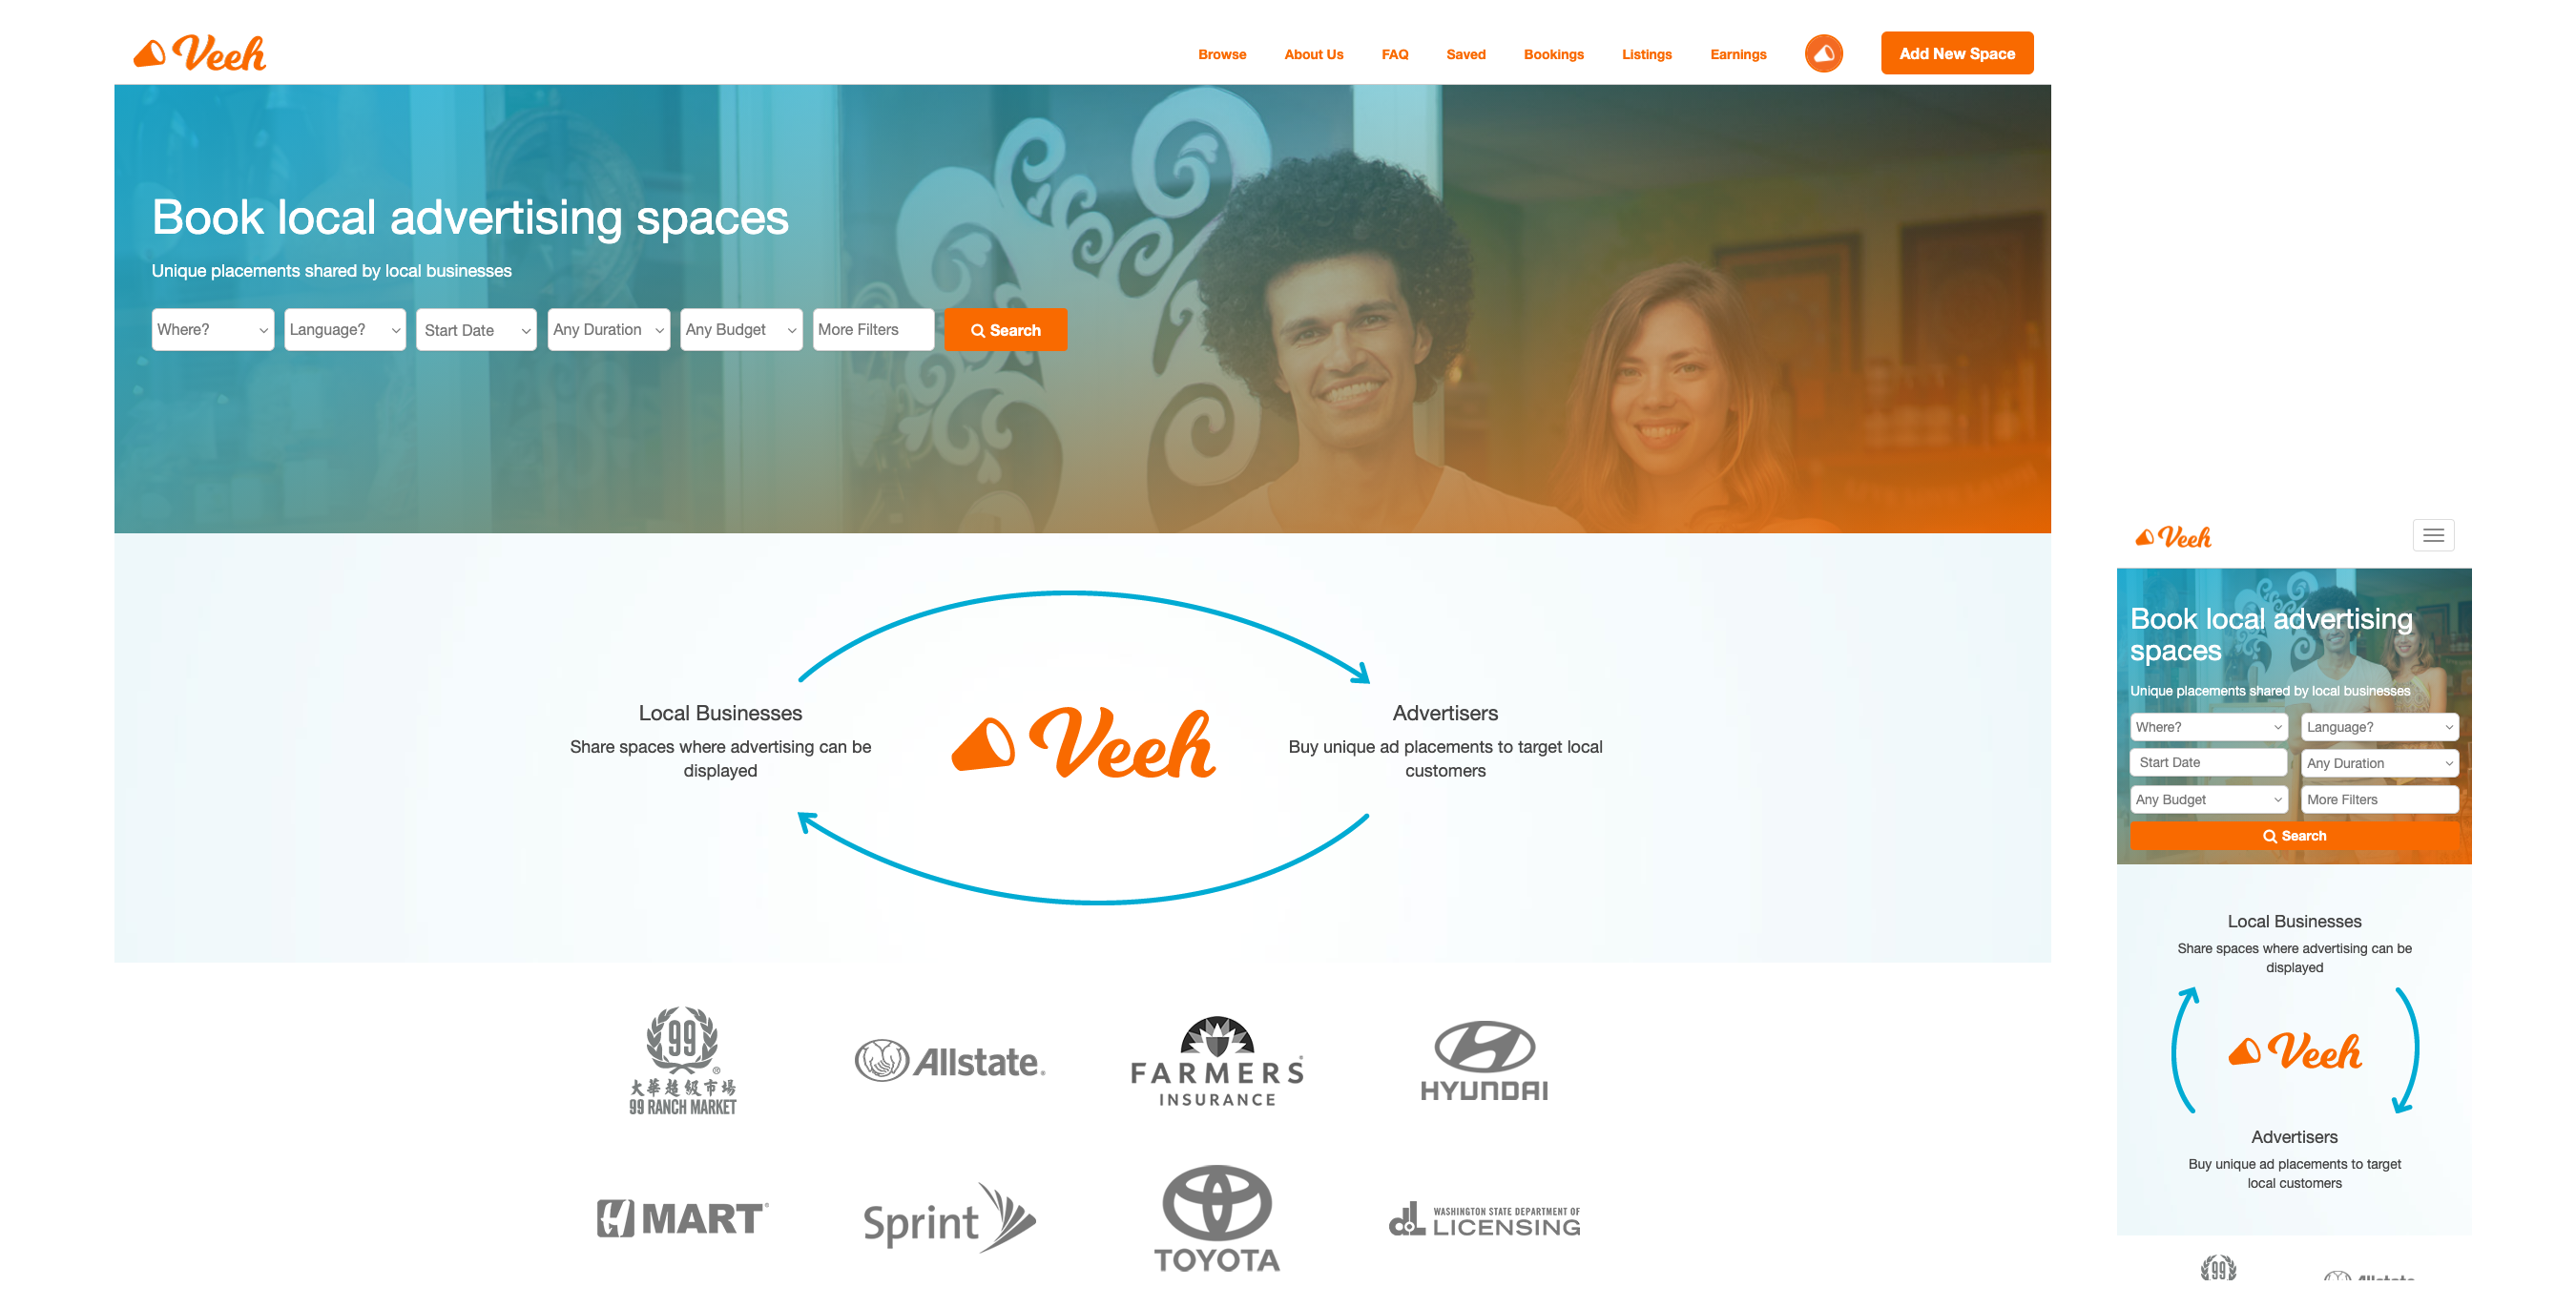 Veeh
Browse
About Us
FAQ
Saved
Bookings
Listings
Earnings
Add New Space
Book local advertising spaces
Unique placements shared by local businesses
Where?
Language?
Start Date
Any Duration
Any Budget
More Filters
Search
Local Businesses
Share spaces where advertising can be
displayed
Veeh
Advertisers
Buy unique ad placements to target local
customers
99
®
大華超級市場
99 RANCH MARKET
Allstate®
FARMERS®
INSURANCE
HYUNDAI
H MART®
Sprint
TOYOTA
dol
WASHINGTON STATE DEPARTMENT OF
LICENSING
Veeh
Book local advertising
spaces
Unique placements shared by local businesses
Where?
Language?
Start Date
Any Duration
Any Budget
More Filters
Search
Local Businesses
Share spaces where advertising can be
displayed
Veeh
Advertisers
Buy unique ad placements to target
local customers
99
Allstate